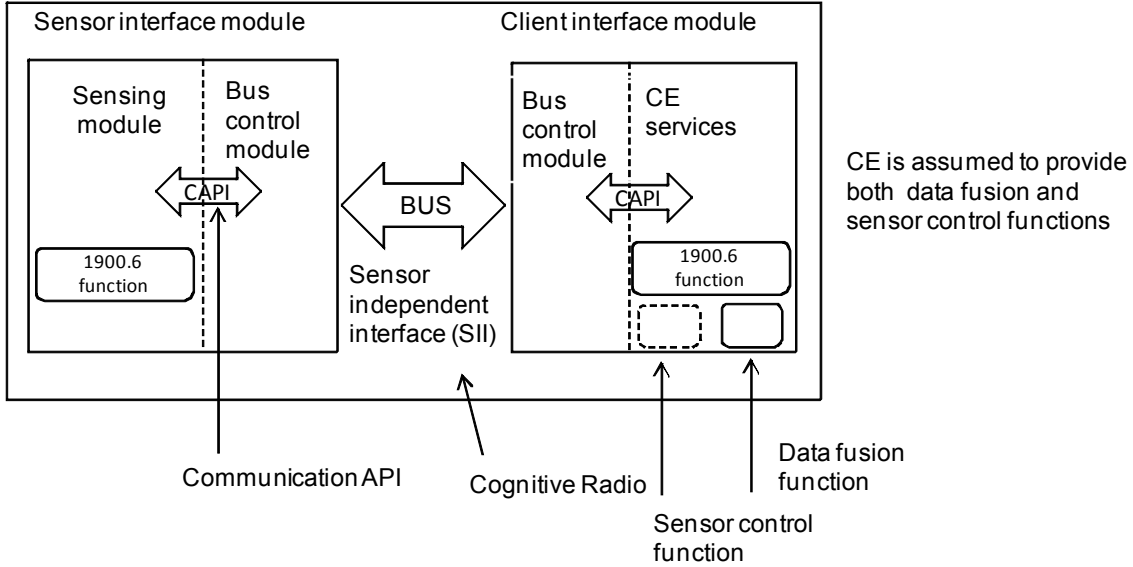 Sensor interface module
Client interface module
Sensing
module
Bus
control
module
CAPI
1900.6
function
BUS
Sensor
independent
interface (SII)
Bus
control
module
CE
services
CAPI
1900.6
function
CE is assumed to provide
both data fusion and
sensor control functions
Communication API
Cognitive Radio
Data fusion
function
Sensor control
function